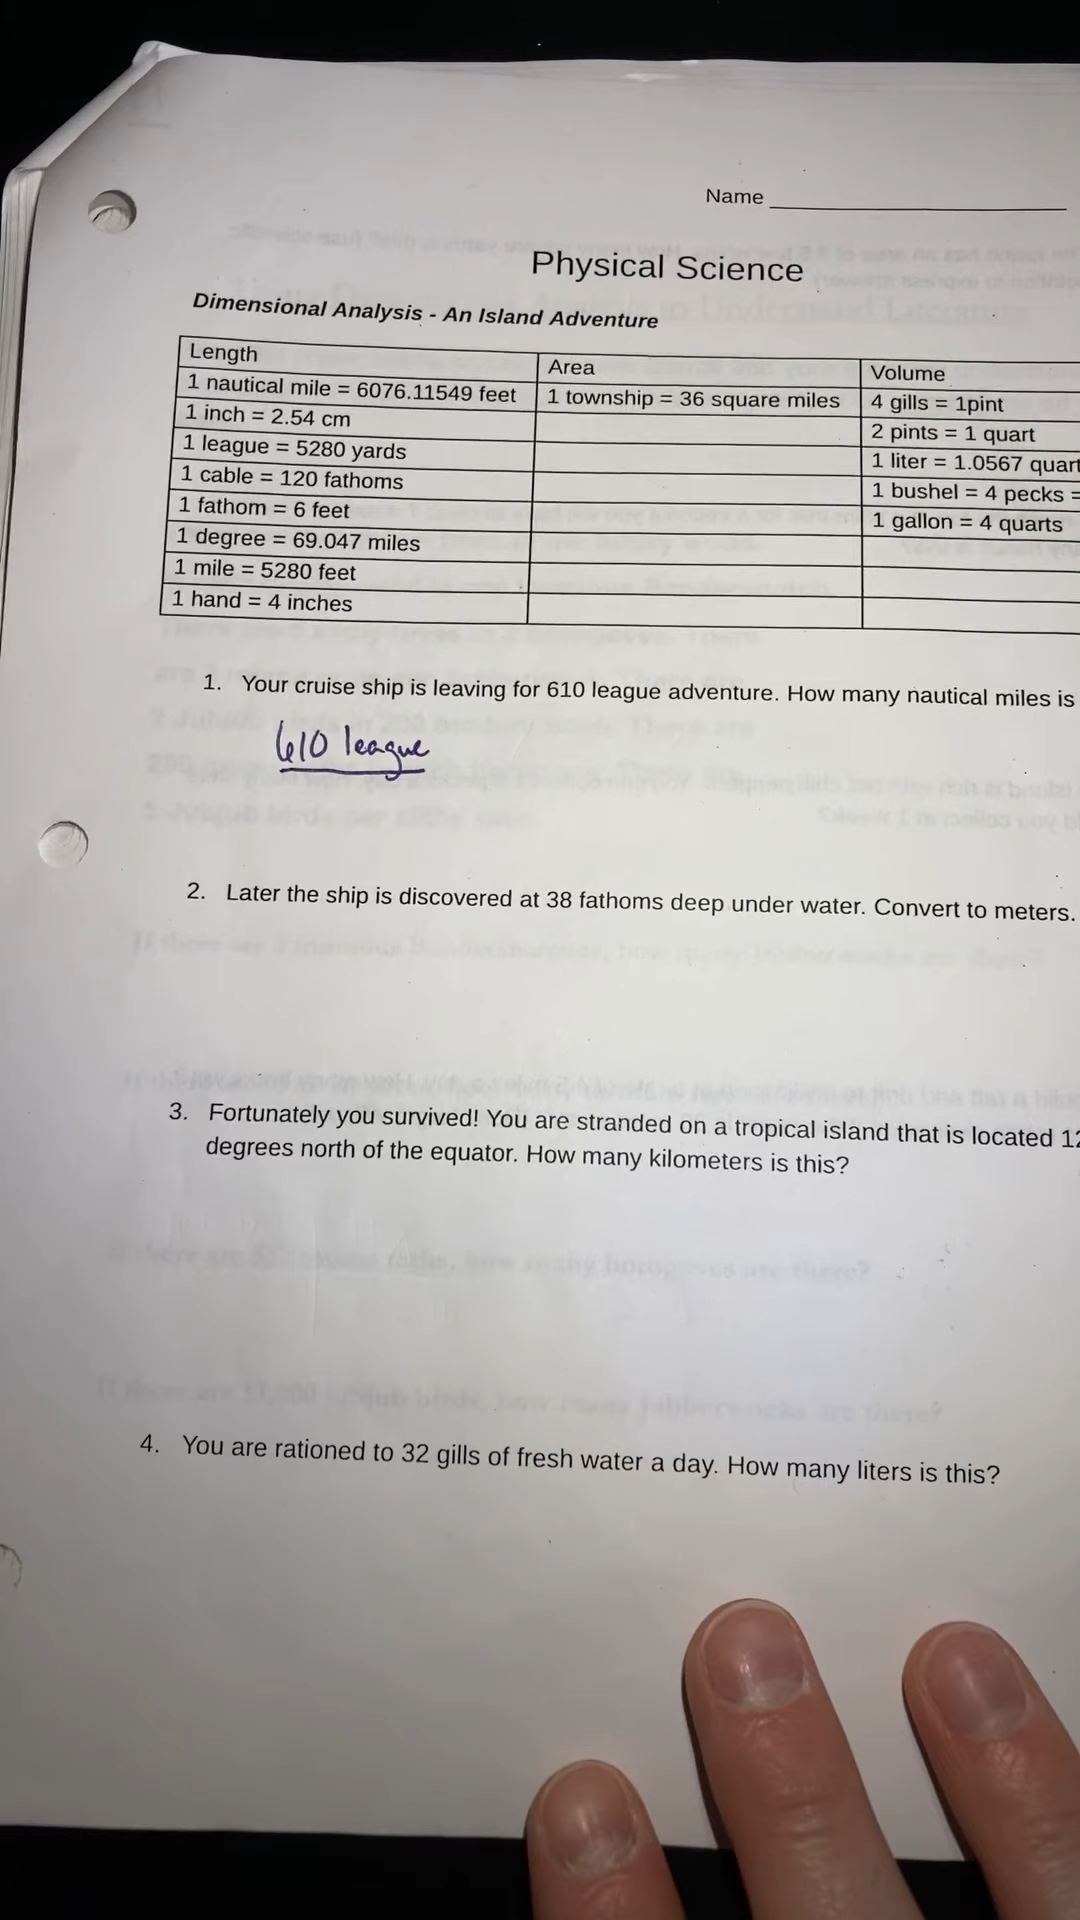 Name
Physical Science
Dimensional Analysis - An Island Adventure
Length Area Volume
1 nautical mile = 6076.11549 feet 1 township = 36 square miles 4 gills = 1pint
1 inch = 2.54 cm 2 pints = 1 quart
1 league = 5280 yards 1 liter = 1.0567 quart
1 cable = 120 fathoms 1 bushel = 4 pecks =
1 fathom = 6 feet 1 gallon = 4 quarts
1 degree = 69.047 miles
1 mile = 5280 feet
1 hand = 4 inches
1. Your cruise ship is leaving for 610 league adventure. How many nautical miles is
610 league
2. Later the ship is discovered at 38 fathoms deep under water. Convert to meters.
3. Fortunately you survived! You are stranded on a tropical island that is located 12
degrees north of the equator. How many kilometers is this?
4. You are rationed to 32 gills of fresh water a day. How many liters is this?